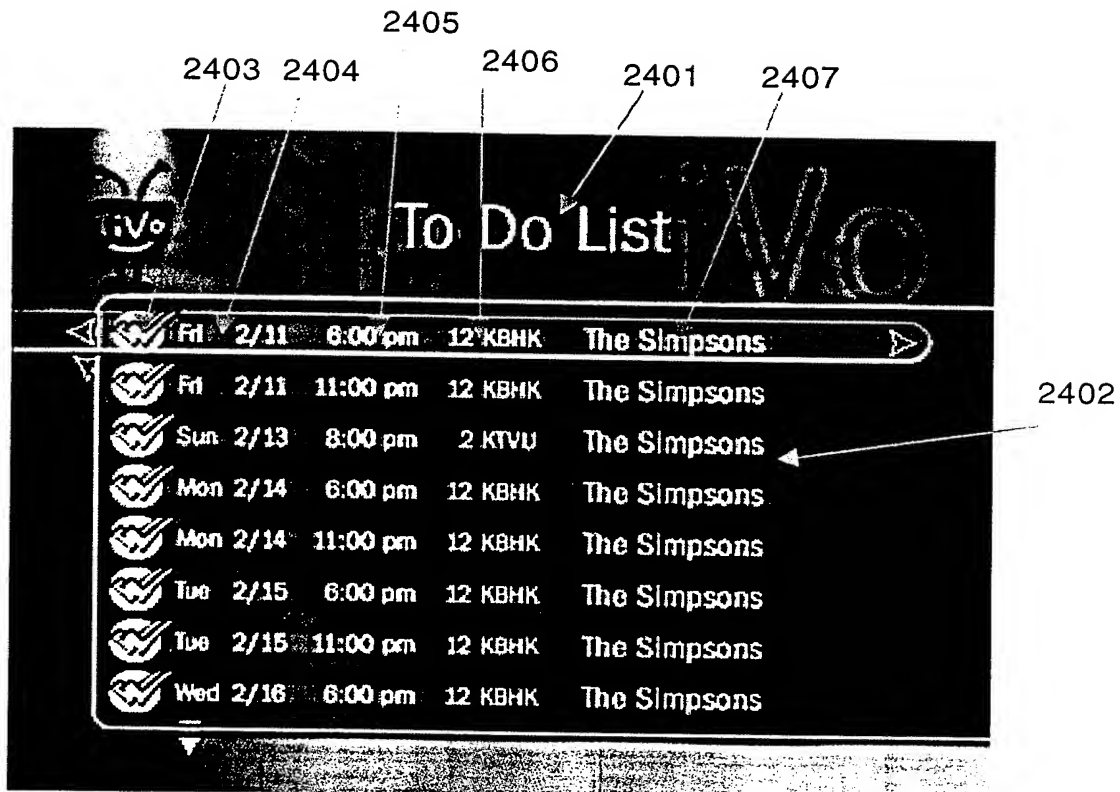 2405
2403 2404 2406 2401 2407
TiVo
To Do List
iVo
Fri 2/11 6:00 pm 12 KBHK The Simpsons
Fri 2/11 11:00 pm 12 KBHK The Simpsons
2402
Sun 2/13 8:00 pm 2 KTVU The Simpsons
Mon 2/14 6:00 pm 12 KBHK The Simpsons
Mon 2/14 11:00 pm 12 KBHK The Simpsons
Tue 2/15 6:00 pm 12 KBHK The Simpsons
Tue 2/15 11:00 pm 12 KBHK The Simpsons
Wed 2/16 6:00 pm 12 KBHK The Simpsons